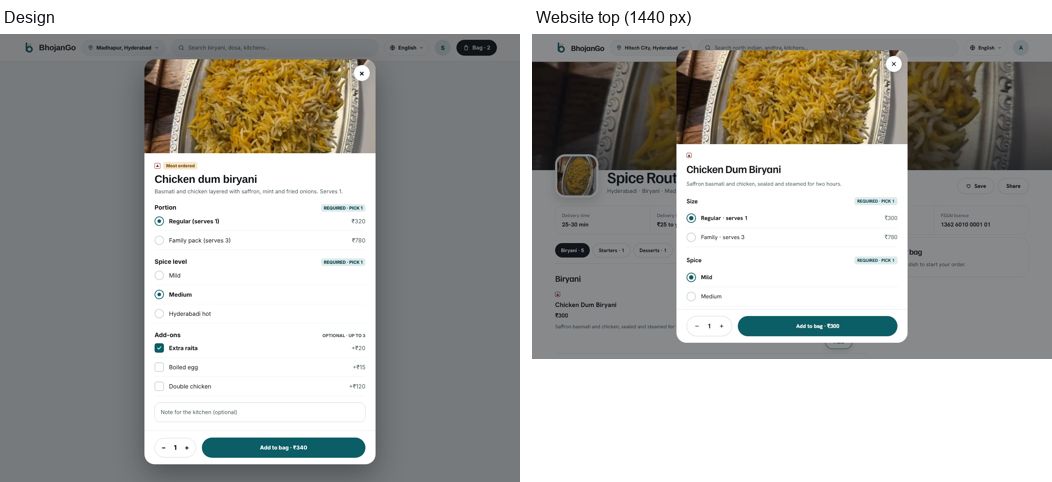 Design
Website top (1440 px)
BhojanGo
Madhapur, Hyderabad
Search biryani, dosa, kitchens...
English
S
Bag · 2
Most ordered
Chicken dum biryani
Basmati and chicken layered with saffron, mint and fried onions. Serves 1.
Portion
REQUIRED · PICK 1
Regular (serves 1)
₹320
Family pack (serves 3)
₹780
Spice level
REQUIRED · PICK 1
Mild
Medium
Hyderabadi hot
Add-ons
OPTIONAL · UP TO 3
Extra raita
+₹20
Boiled egg
+₹15
Double chicken
+₹120
Note for the kitchen (optional)
− 1 +
Add to bag · ₹340
BhojanGo
Hitech City, Hyderabad
Search north indian, andhra, kitchens...
English
A
Spice Rout
Hyderabad · Biryani · Mad
Save
Share
Delivery time
25-30 min
Delivery
₹25 to y
FSSAI licence
1362 6010 0001 01
Biryani · 5
Starters · 1
Desserts · 1
bag
dish to start your order.
Biryani
Chicken Dum Biryani
₹300
Saffron basmati and chicken, sealed and steamed for
Chicken Dum Biryani
Saffron basmati and chicken, sealed and steamed for two hours.
Size
REQUIRED · PICK 1
Regular · serves 1
₹300
Family · serves 3
₹780
Spice
REQUIRED · PICK 1
Mild
Medium
− 1 +
Add to bag · ₹300